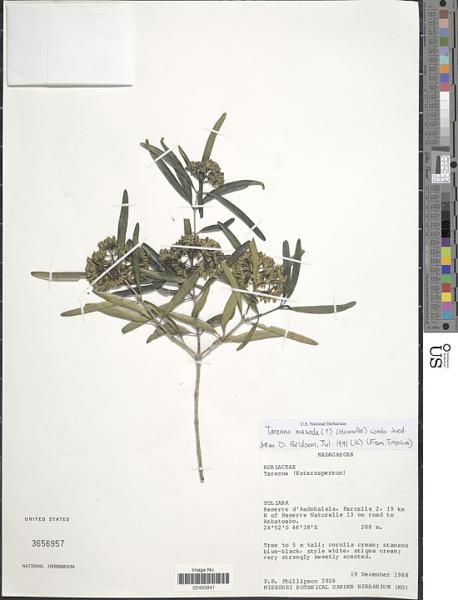 U.S. National Herbarium
Tarenna (?) (Homolle) comb. ined.
det. D. Bridson, Jul. 1991 (K) (From Tropicos)
MADAGASCAR
RUBIACEAE
Tarenna (Enterospermum)
TOLIARA
Reserve d'Andohalela, Parcelle 2, 19 km
N of Reserve Naturelle 13 on road to
Ambatoabo.
24°52'S 46°38'E 200 m.
Tree to 5 m tall; corolla cream; stamens
blue-black, style white, stigma cream;
very strongly sweetly scented.
19 December 1988
P.B. Phillipson 2926
MISSOURI BOTANICAL GARDEN HERBARIUM (MO)
UNITED STATES
3656957
NATIONAL HERBARIUM
Image No.
02493841
US